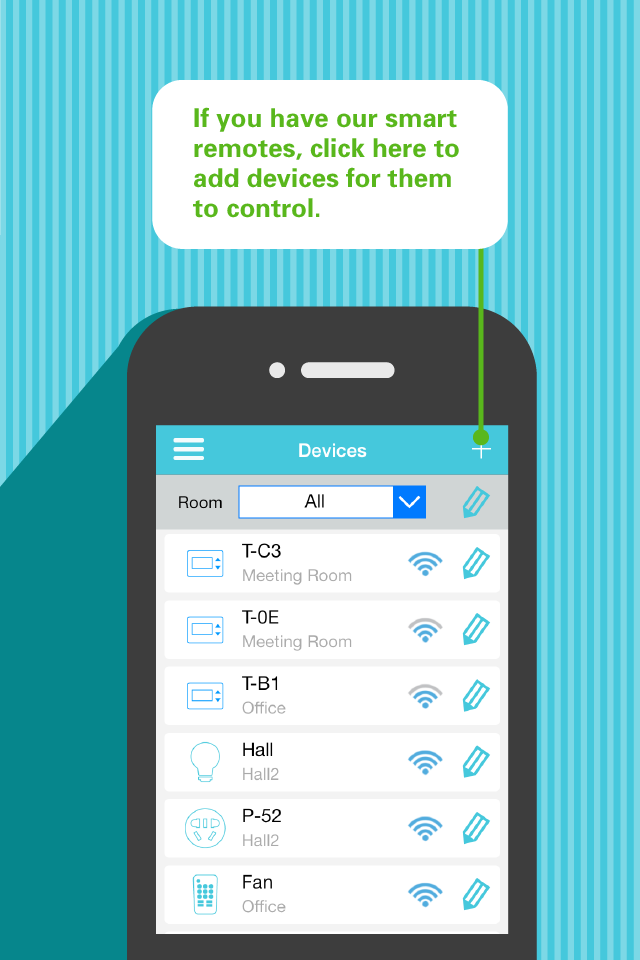 If you have our smart
remotes, click here to
add devices for them
to control.
Devices
Room
All
T-C3
Meeting Room
T-0E
Meeting Room
T-B1
Office
Hall
Hall2
P-52
Hall2
Fan
Office